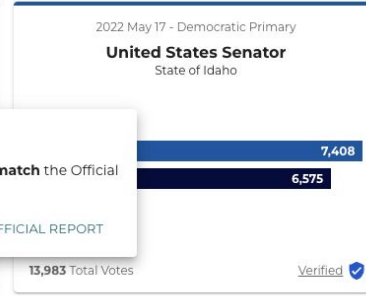 2022 May 17 - Democratic Primary
United States Senator
State of Idaho
7,408
match the Official
6,575
OFFICIAL REPORT
13,983 Total Votes
Verified